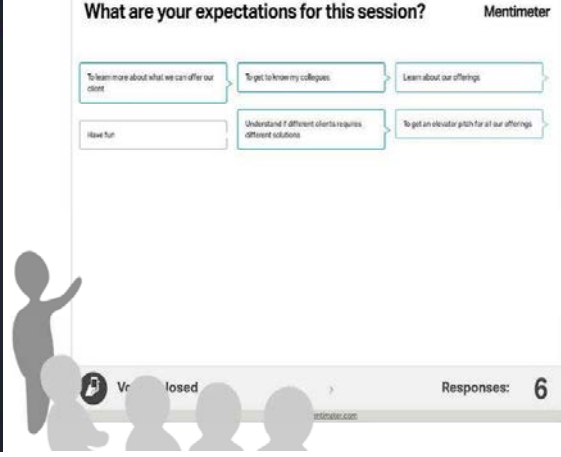 What are your expectations for this session?
Mentimeter
To learn more about what we can offer our
client
To get to know my collegues
Learn about our offerings
Have fun
Understand if different clients requires
different solutions
To get an elevator pitch for all our offerings
losed
Responses: 6